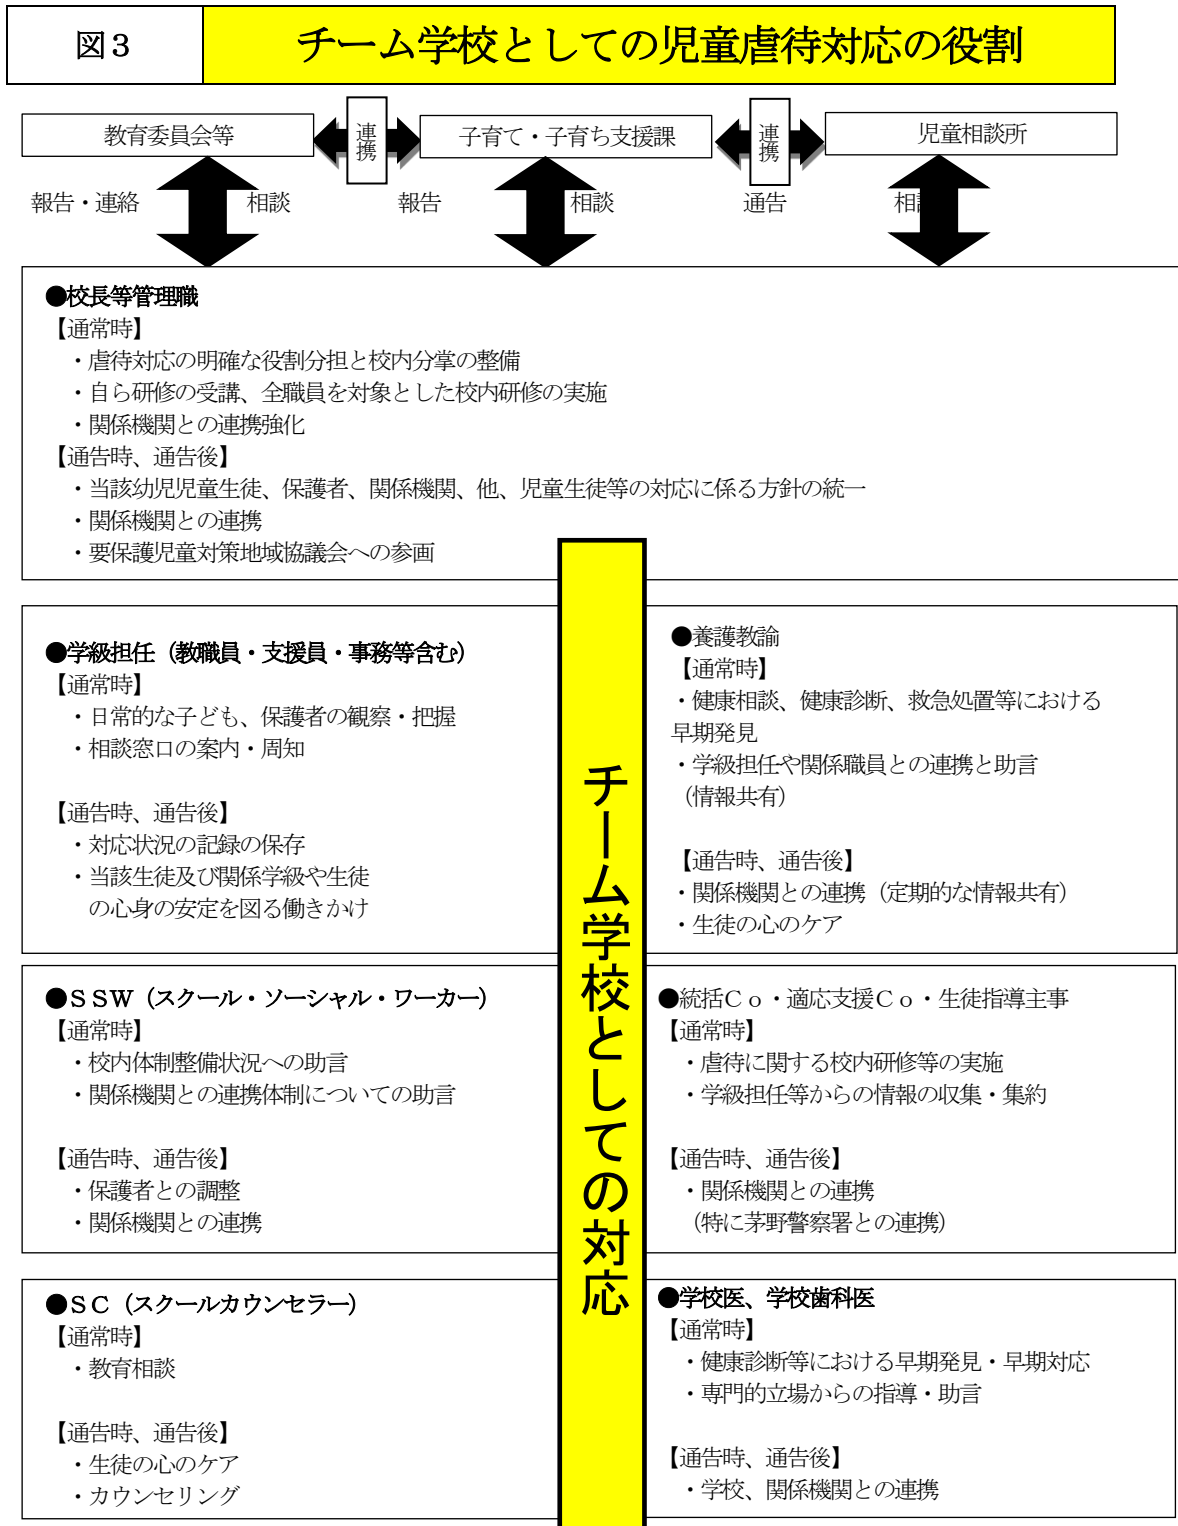 図３
チーム学校としての児童虐待対応の役割
教育委員会等
連携
子育て・子育ち支援課
連携
児童相談所
報告・連絡
相談
報告
相談
通告
相
●校長等管理職
【通常時】
・虐待対応の明確な役割分担と校内分掌の整備
・自ら研修の受講、全職員を対象とした校内研修の実施
・関係機関との連携強化
【通告時、通告後】
・当該幼児児童生徒、保護者、関係機関、他、児童生徒等の対応に係る方針の統一
・関係機関との連携
・要保護児童対策地域協議会への参画
チーム学校としての対応
●学級担任（教職員・支援員・事務等含む）
【通常時】
・日常的な子ども、保護者の観察・把握
・相談窓口の案内・周知
【通告時、通告後】
・対応状況の記録の保存
・当該生徒及び関係学級や生徒
の心身の安定を図る働きかけ
●養護教諭
【通常時】
・健康相談、健康診断、救急処置等における
早期発見
・学級担任や関係職員との連携と助言
（情報共有）
【通告時、通告後】
・関係機関との連携（定期的な情報共有）
・生徒の心のケア
●ＳＳＷ（スクール・ソーシャル・ワーカー）
【通常時】
・校内体制整備状況への助言
・関係機関との連携体制についての助言
【通告時、通告後】
・保護者との調整
・関係機関との連携
●統括Ｃｏ・適応支援Ｃｏ・生徒指導主事
【通常時】
・虐待に関する校内研修等の実施
・学級担任等からの情報の収集・集約
【通告時、通告後】
・関係機関との連携
（特に茅野警察署との連携）
●ＳＣ（スクールカウンセラー）
【通常時】
・教育相談
【通告時、通告後】
・生徒の心のケア
・カウンセリング
●学校医、学校歯科医
【通常時】
・健康診断等における早期発見・早期対応
・専門的立場からの指導・助言
【通告時、通告後】
・学校、関係機関との連携